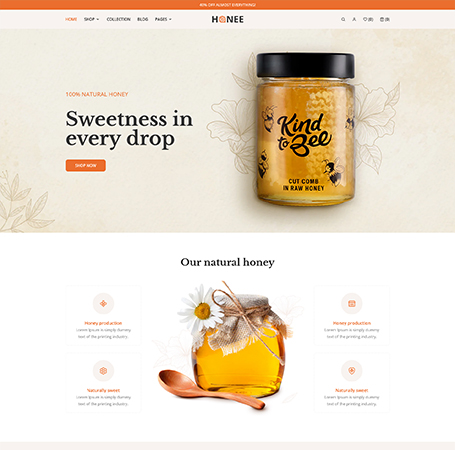 10% OFF ALMOST EVERYTHING!
HOME SHOP COLLECTION BLOG PAGES
HONEE
(0) (0)
100% NATURAL HONEY
Sweetness in
every drop
SHOP NOW
Kind
to Bee
CUT COMB
IN RAW HONEY
Our natural honey
Honey production
Lorem Ipsum is simply dummy
text of the printing industry.
Honey production
Lorem Ipsum is simply dummy
text of the printing industry.
Naturally sweet
Lorem Ipsum is simply dummy
text of the printing industry.
Naturally sweet
Lorem Ipsum is simply dummy
text of the printing industry.